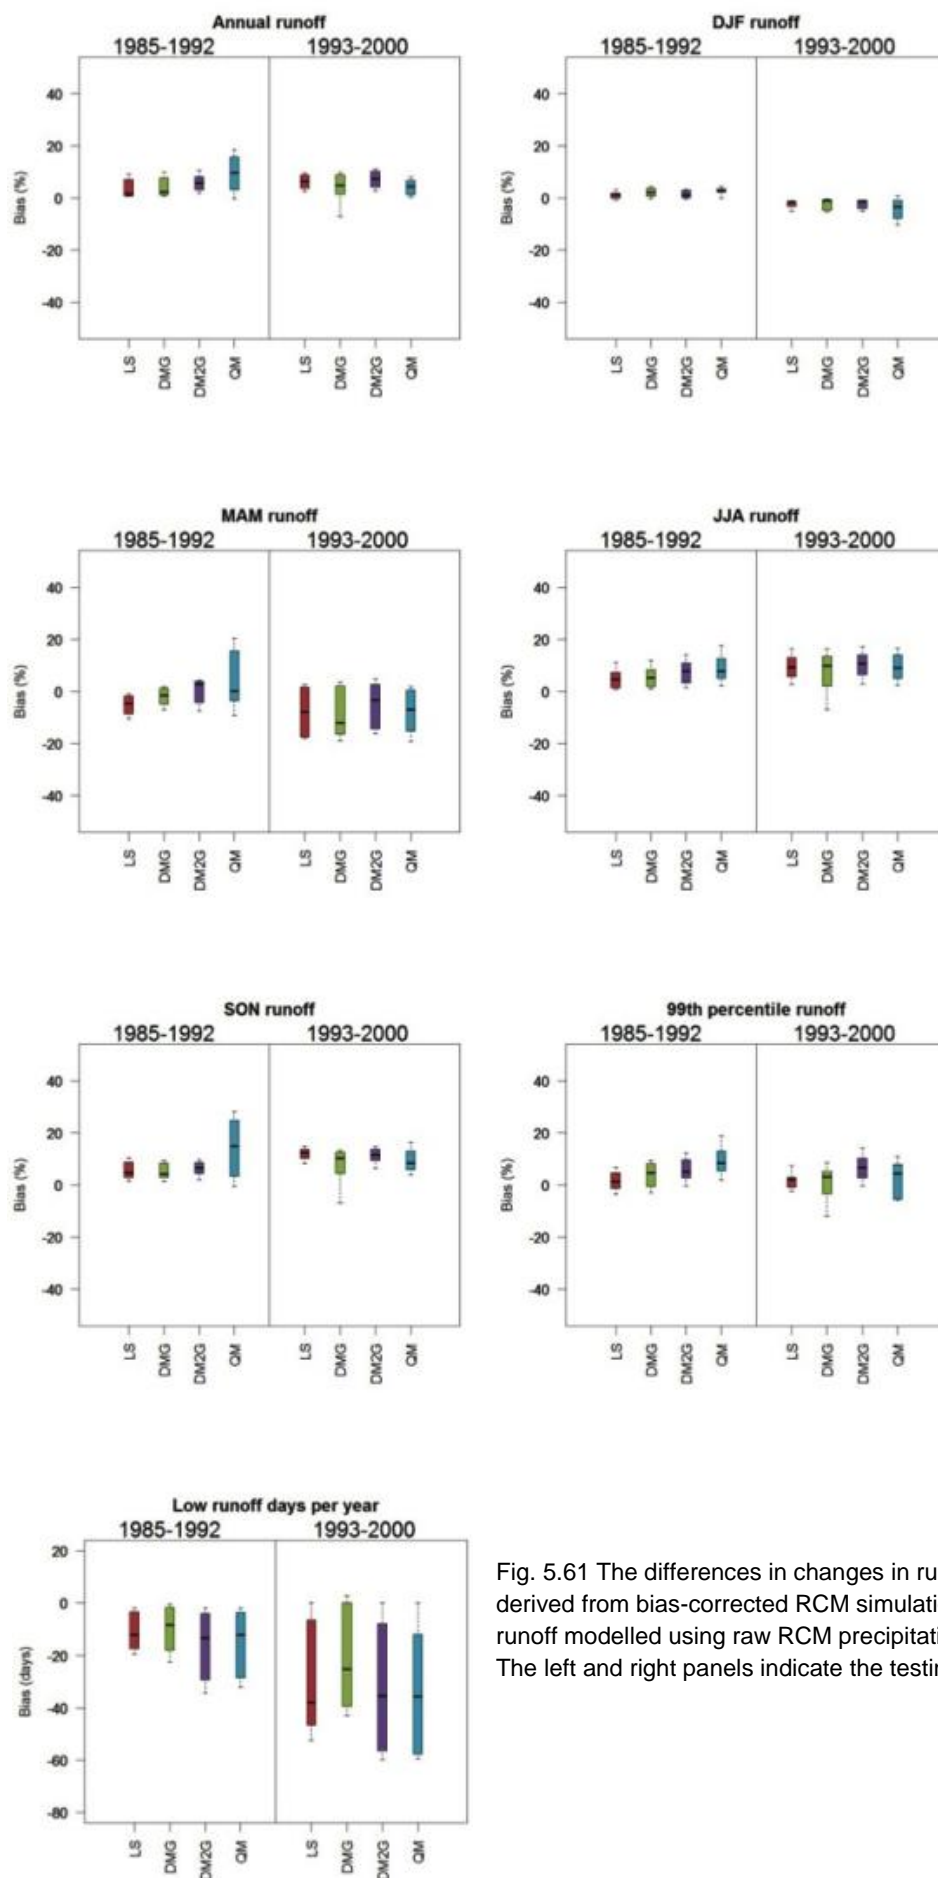 Annual runoff
1985-1992 1993-2000
Bias (%)
40
20
0
-20
-40
LS DMG DM2G QM LS DMG DM2G QM
DJF runoff
1985-1992 1993-2000
Bias (%)
40
20
0
-20
-40
LS DMG DM2G QM LS DMG DM2G QM
MAM runoff
1985-1992 1993-2000
Bias (%)
40
20
0
-20
-40
LS DMG DM2G QM LS DMG DM2G QM
JJA runoff
1985-1992 1993-2000
Bias (%)
40
20
0
-20
-40
LS DMG DM2G QM LS DMG DM2G QM
SON runoff
1985-1992 1993-2000
Bias (%)
40
20
0
-20
-40
LS DMG DM2G QM LS DMG DM2G QM
99th percentile runoff
1985-1992 1993-2000
Bias (%)
40
20
0
-20
-40
LS DMG DM2G QM LS DMG DM2G QM
Low runoff days per year
1985-1992 1993-2000
Bias (days)
20
0
-20
-40
-60
-80
LS DMG DM2G QM LS DMG DM2G QM
Fig. 5.61 The differences in changes in ru
derived from bias-corrected RCM simulati
runoff modelled using raw RCM precipitati
The left and right panels indicate the testi